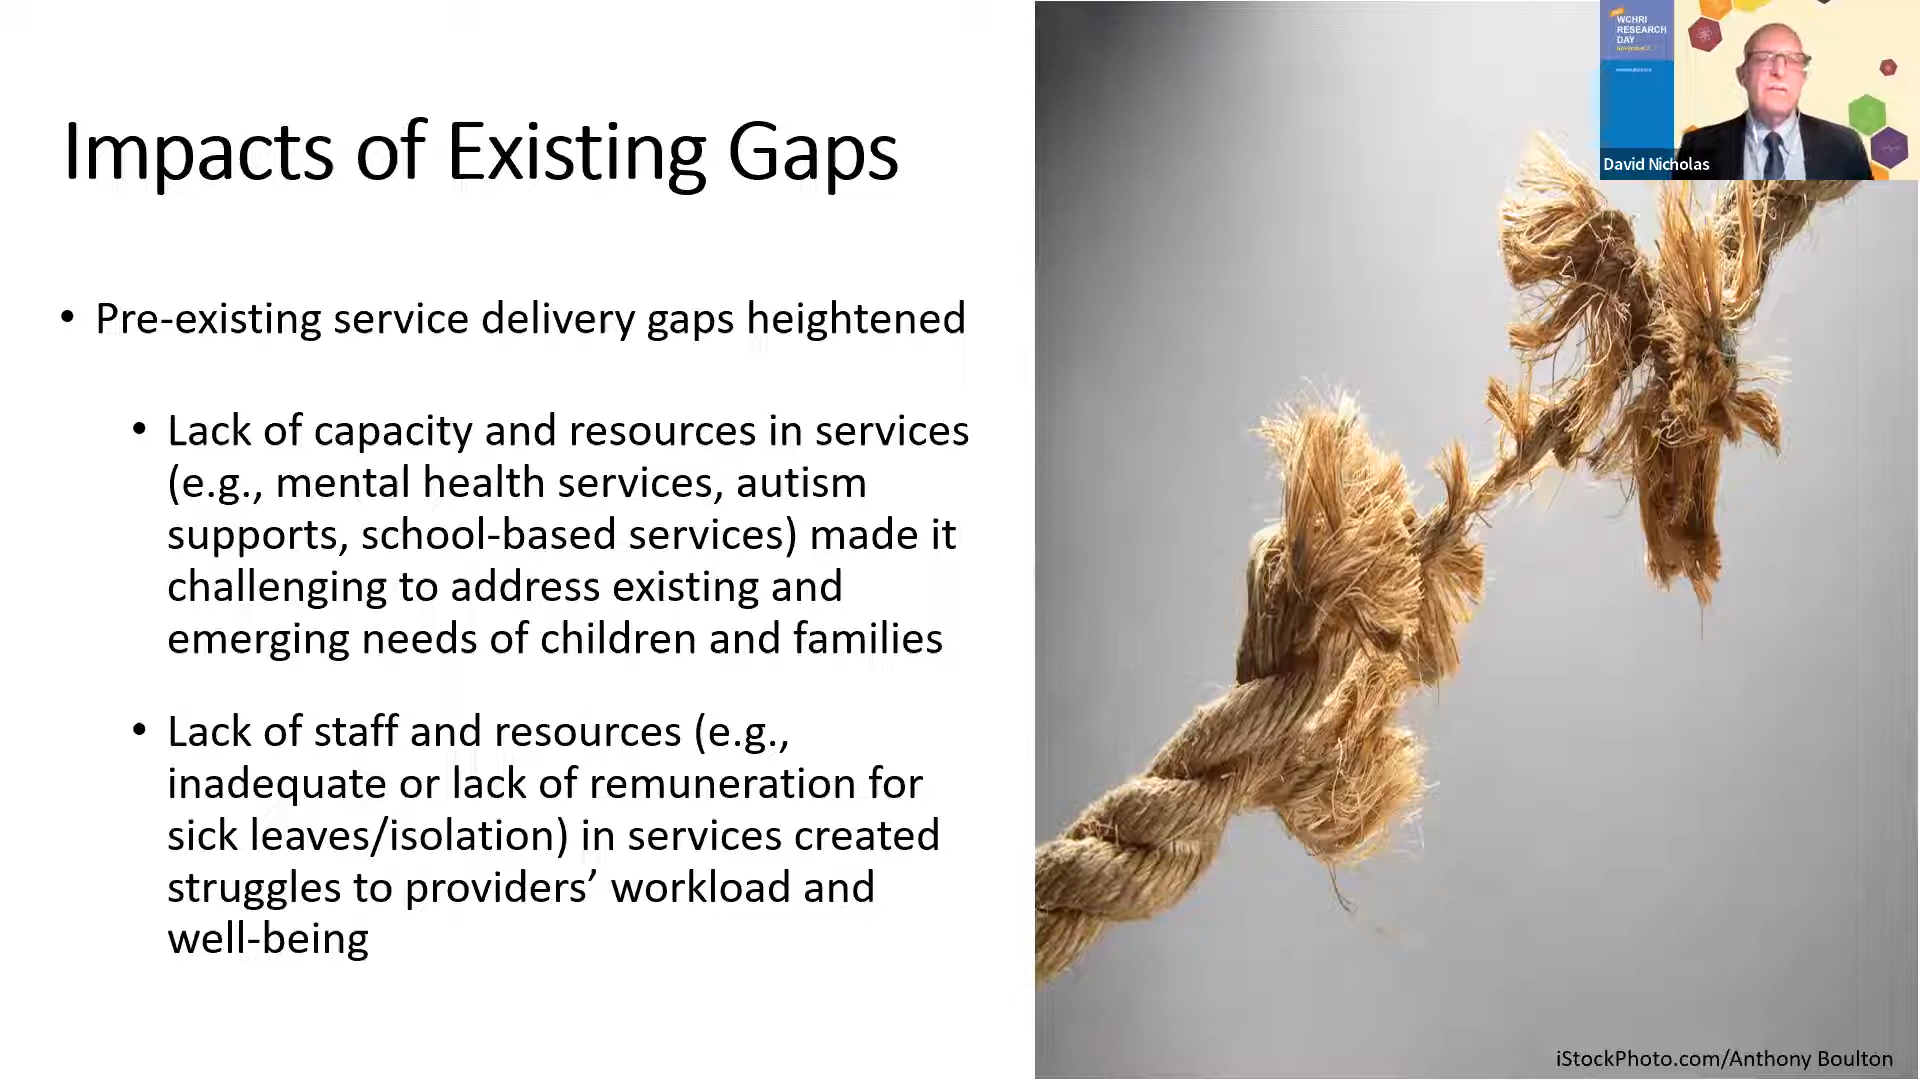 WCHRI
RESEARCH
DAY
David Nicholas
Impacts of Existing Gaps
• Pre-existing service delivery gaps heightened
• Lack of capacity and resources in services
(e.g., mental health services, autism
supports, school-based services) made it
challenging to address existing and
emerging needs of children and families
• Lack of staff and resources (e.g.,
inadequate or lack of remuneration for
sick leaves/isolation) in services created
struggles to providers’ workload and
well-being
iStockPhoto.com/Anthony Boulton